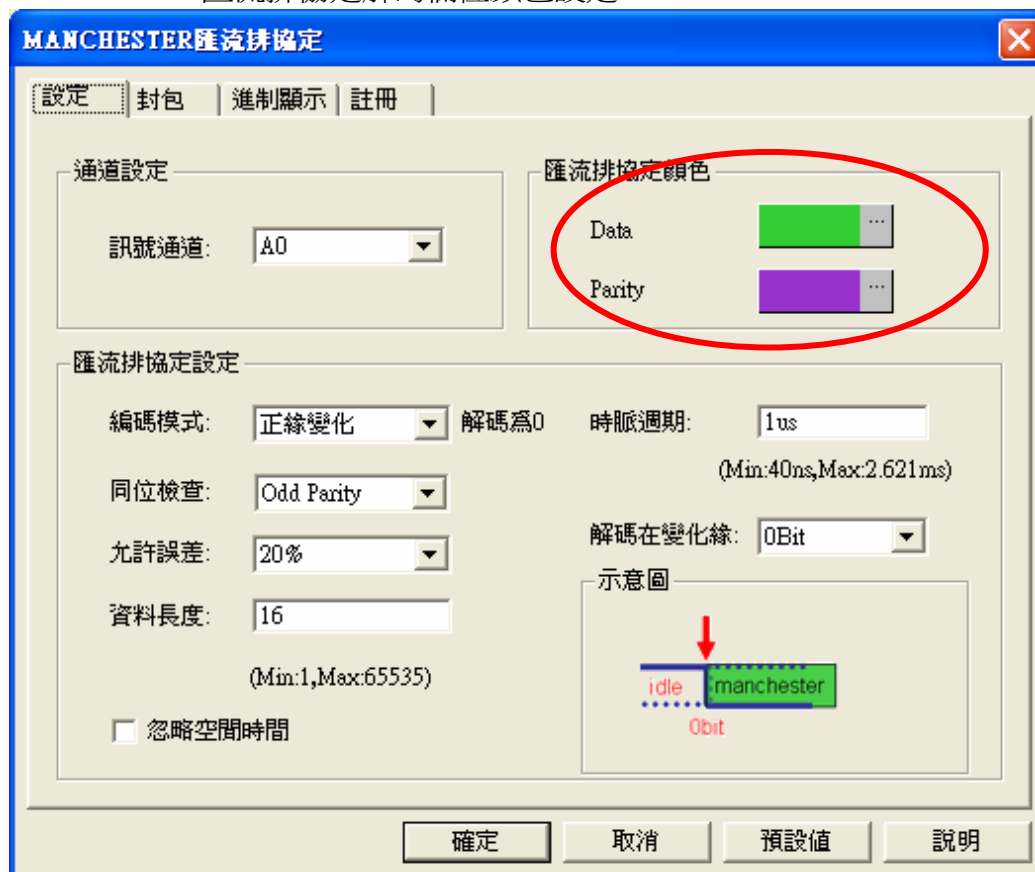 MANCHESTER匯流排協定
設定 封包 進制顯示 註冊
通道設定
訊號通道: A0
匯流排協定顏色
Data ...
Parity ...
匯流排協定設定
編碼模式: 正緣變化 解碼為0
同位檢查: Odd Parity
允許誤差: 20%
資料長度: 16
(Min:1,Max:65535)
忽略空閒時間
時脈週期: 1us
(Min:40ns,Max:2.621ms)
解碼在變化緣: 0Bit
示意圖
idle manchester
0bit
確定 取消 預設值 說明